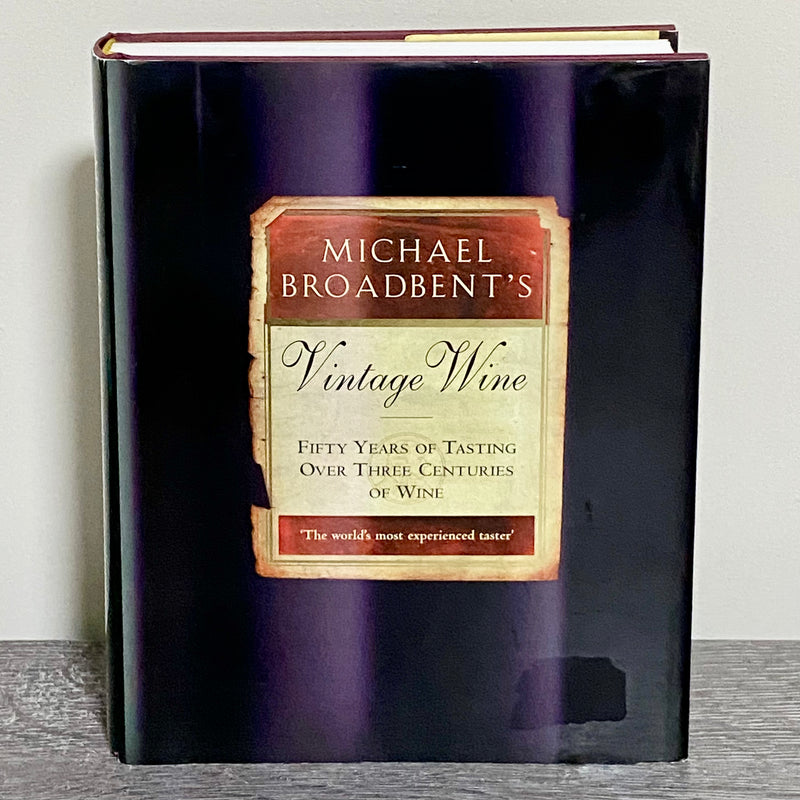 MICHAEL
BROADBENT'S
Vintage Wine
FIFTY YEARS OF TASTING
OVER THREE CENTURIES
OF WINE
'The world's most experienced taster'